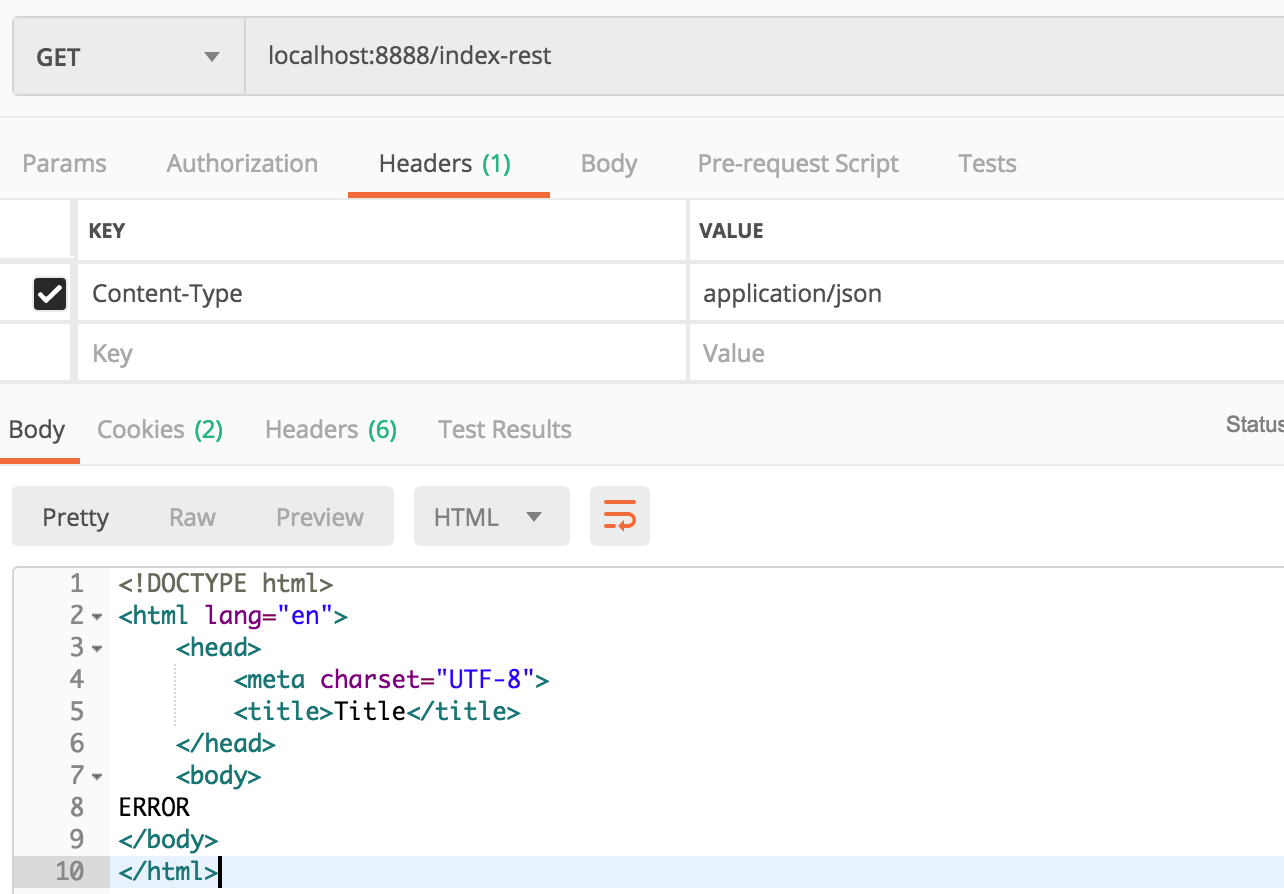 GET localhost:8888/index-rest
Params Authorization Headers (1) Body Pre-request Script Tests
KEY VALUE
Content-Type application/json
Key Value
Body Cookies (2) Headers (6) Test Results Status
Pretty Raw Preview HTML
1 <!DOCTYPE html>
2 <html lang="en">
3 <head>
4 <meta charset="UTF-8">
5 <title>Title</title>
6 </head>
7 <body>
8 ERROR
9 </body>
10 </html>